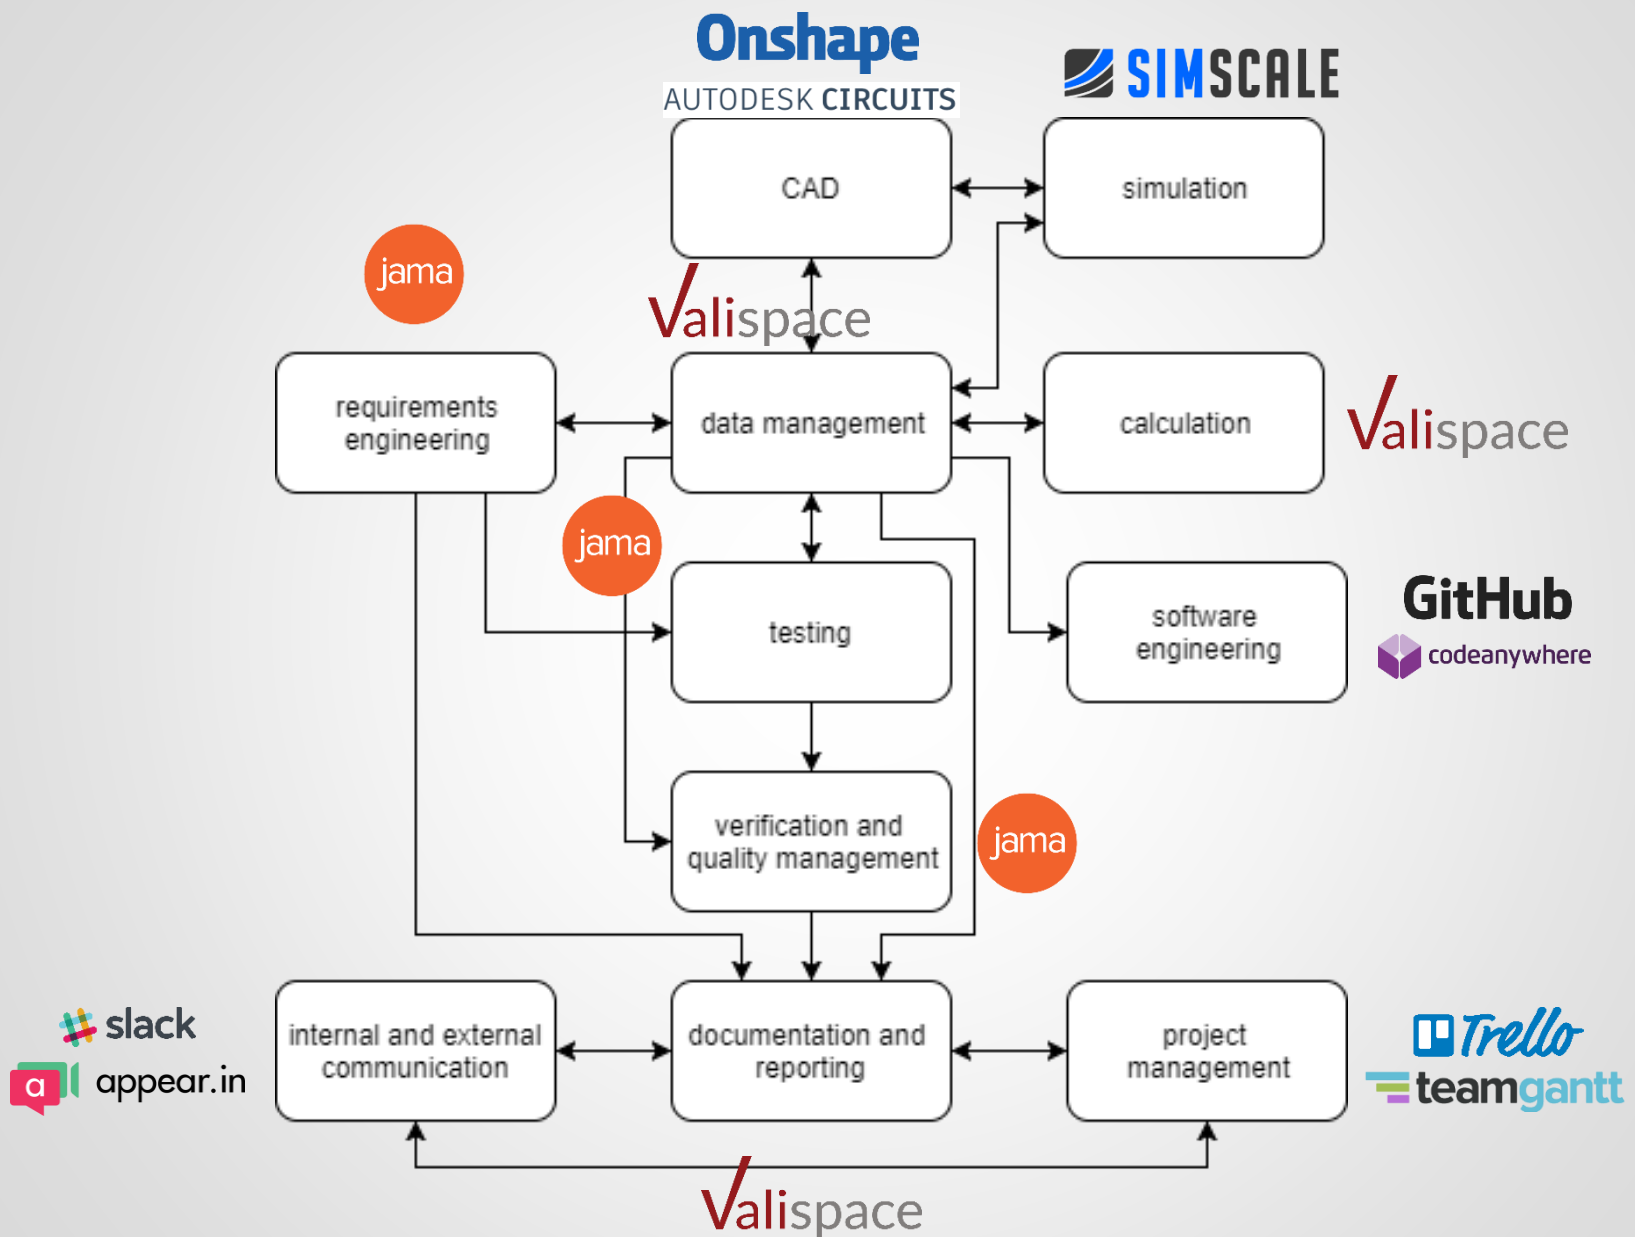 Onshape
AUTODESK CIRCUITS
SIMSCALE
CAD
simulation
jama
Valispace
requirements
engineering
data management
calculation
Valispace
jama
testing
software
engineering
GitHub
codeanywhere
verification and
quality management
jama
slack
a appear.in
internal and external
communication
documentation and
reporting
project
management
Trello
teamgantt
Valispace